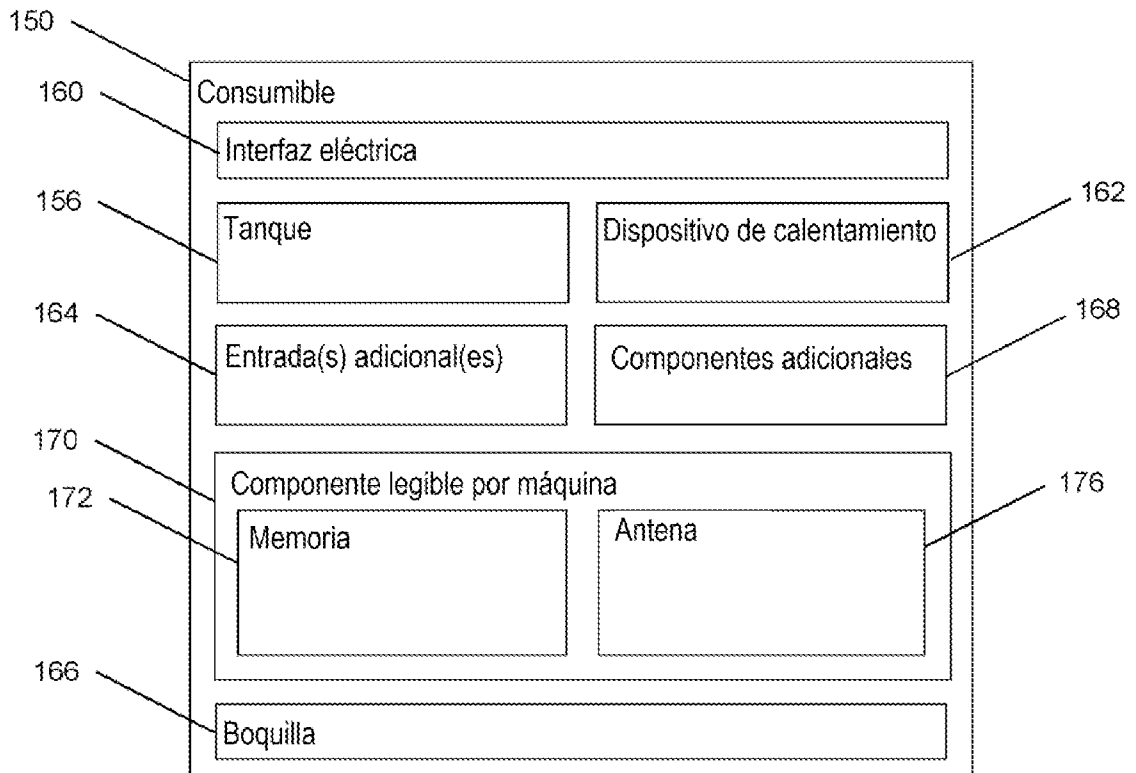 150
Consumible
160
Interfaz eléctrica
156
Tanque
Dispositivo de calentamiento
162
164
Entrada(s) adicional(es)
Componentes adicionales
168
170
Componente legible por máquina
172
Memoria
Antena
176
166
Boquilla